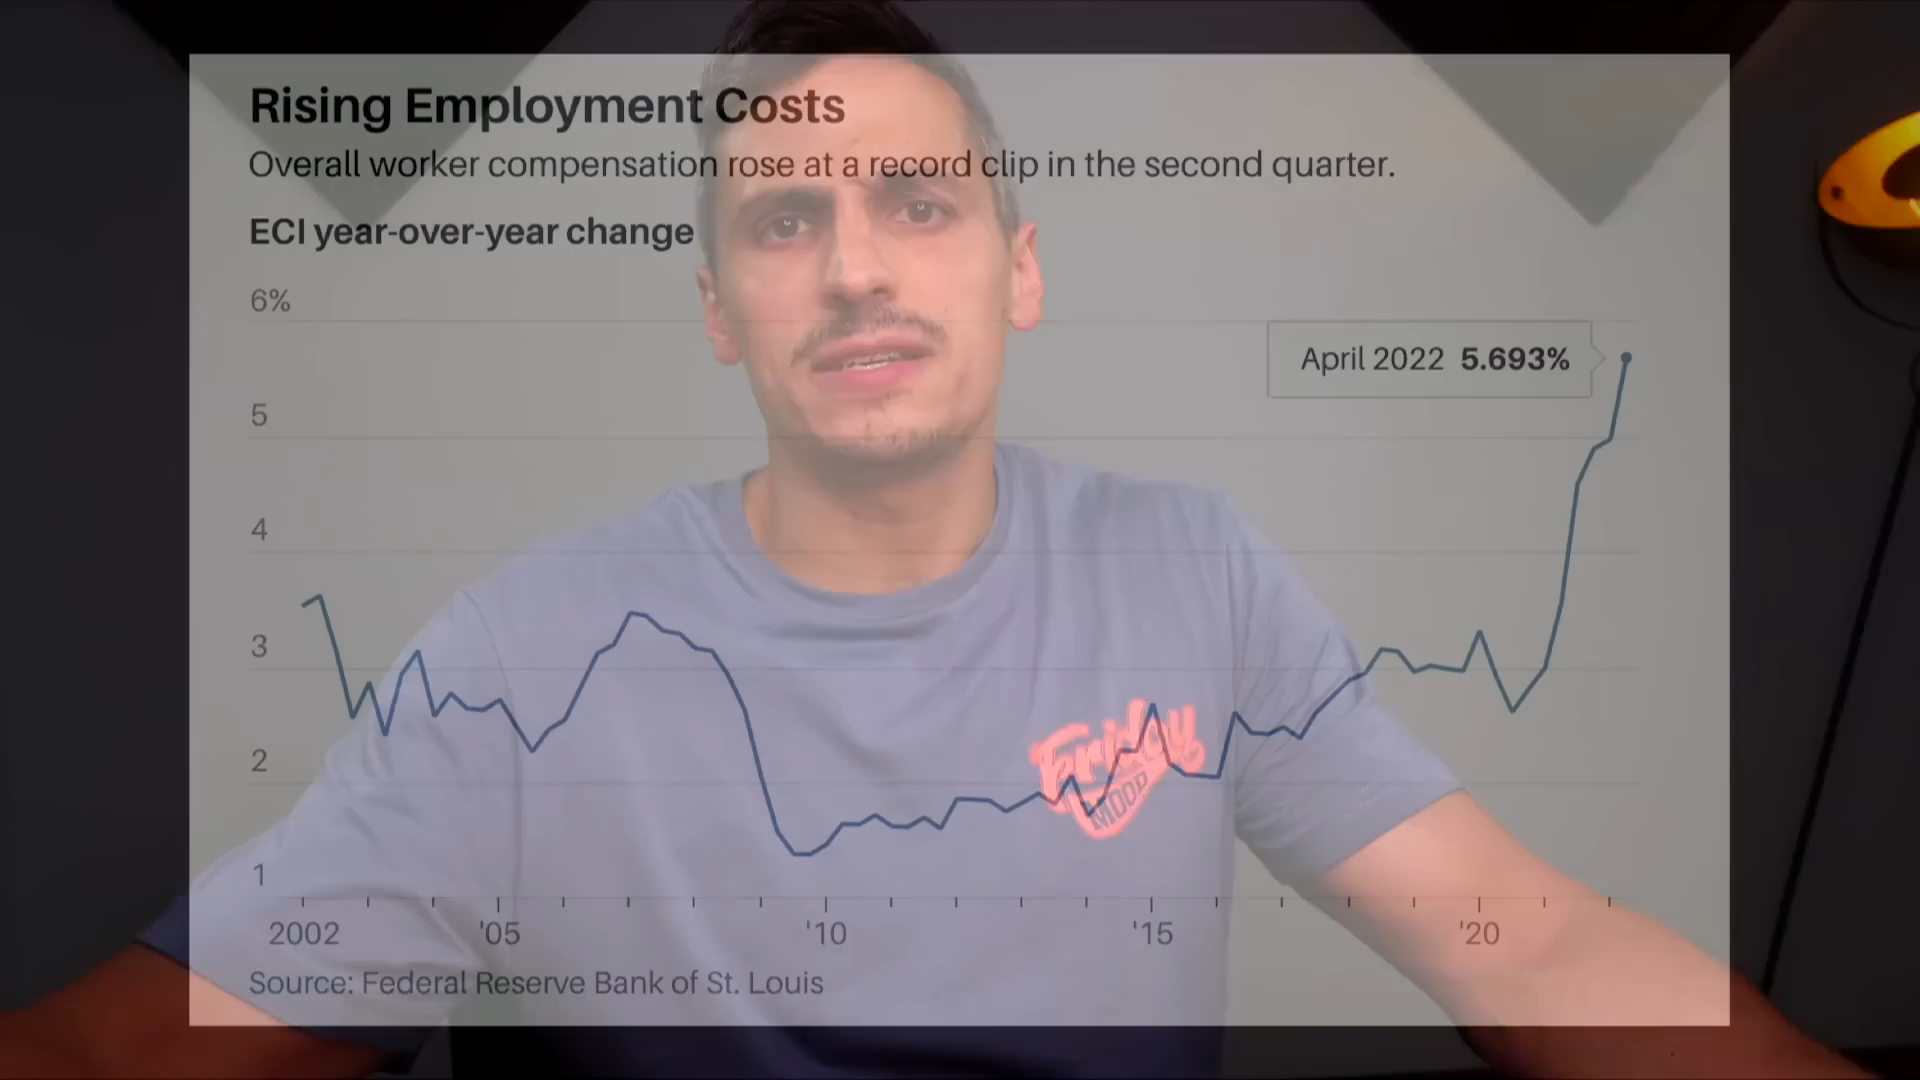 Rising Employment Costs
Overall worker compensation rose at a record clip in the second quarter.
ECI year-over-year change
6%
April 2022 5.693%
5
4
3
2
1
2002 '05 '10 '15 '20
Source: Federal Reserve Bank of St. Louis
Friday
MOOD